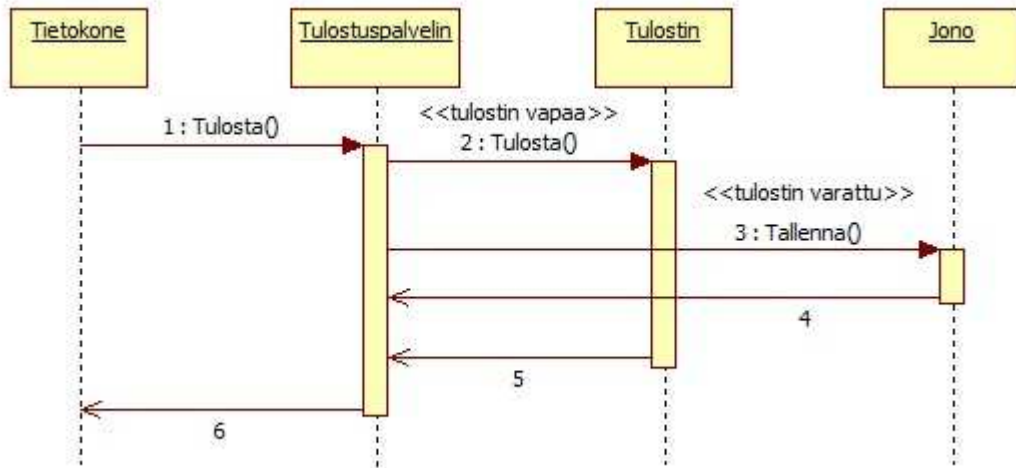 Tietokone
Tulostuspalvelin
Tulostin
Jono
1 : Tulosta()
<<tulostin vapaa>>
2 : Tulosta()
<<tulostin varattu>>
3 : Tallenna()
4
5
6